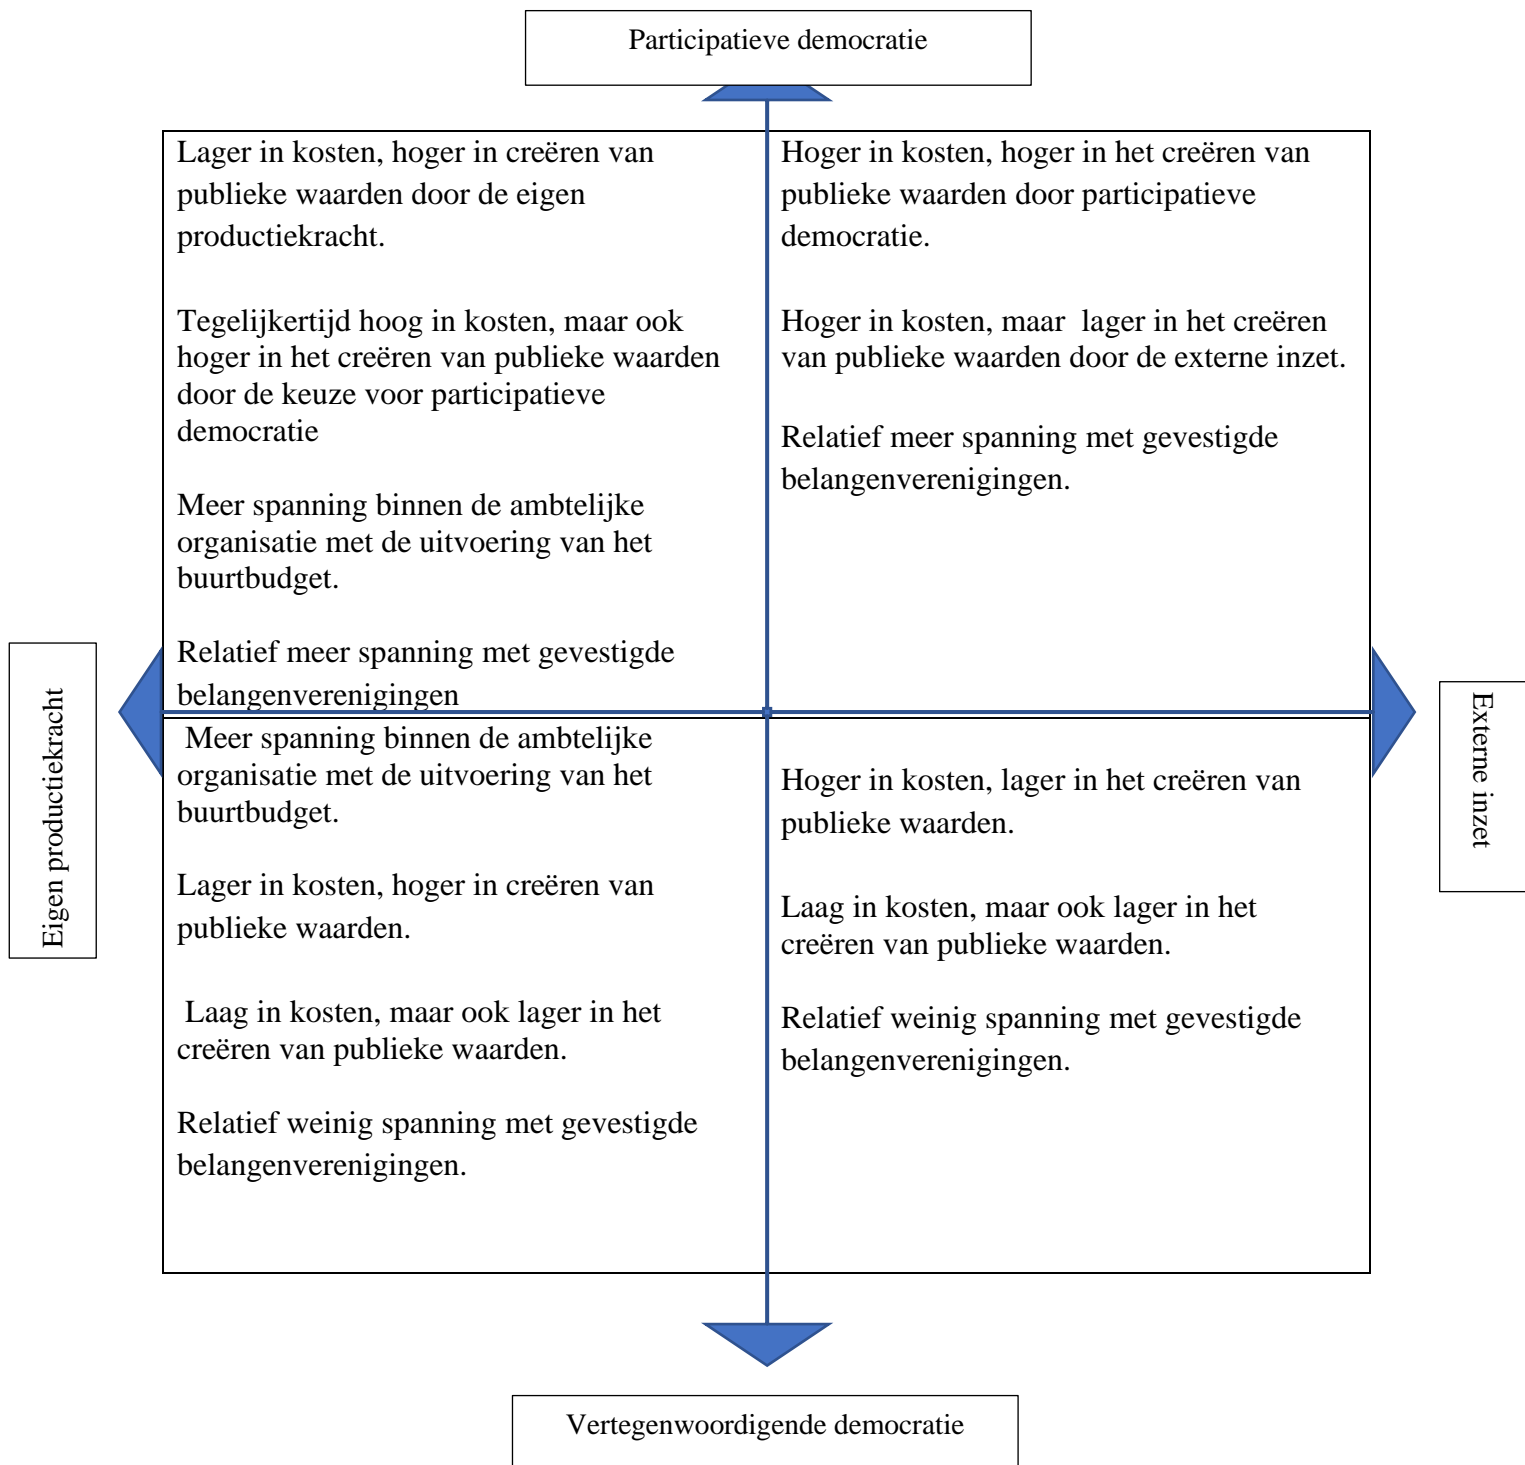 Participatieve democratie
Lager in kosten, hoger in creëren van
publieke waarden door de eigen
productiekracht.
Tegelijkertijd hoog in kosten, maar ook
hoger in het creëren van publieke waarden
door de keuze voor participatieve
democratie
Meer spanning binnen de ambtelijke
organisatie met de uitvoering van het
buurtbudget.
Relatief meer spanning met gevestigde
belangenverenigingen
Hoger in kosten, hoger in het creëren van
publieke waarden door participatieve
democratie.
Hoger in kosten, maar  lager in het creëren
van publieke waarden door de externe inzet.
Relatief meer spanning met gevestigde
belangenverenigingen.
Eigen productiekracht
Externe inzet
Meer spanning binnen de ambtelijke
organisatie met de uitvoering van het
buurtbudget.
Lager in kosten, hoger in creëren van
publieke waarden.
Laag in kosten, maar ook lager in het
creëren van publieke waarden.
Relatief weinig spanning met gevestigde
belangenverenigingen.
Hoger in kosten, lager in het creëren van
publieke waarden.
Laag in kosten, maar ook lager in het
creëren van publieke waarden.
Relatief weinig spanning met gevestigde
belangenverenigingen.
Vertegenwoordigende democratie